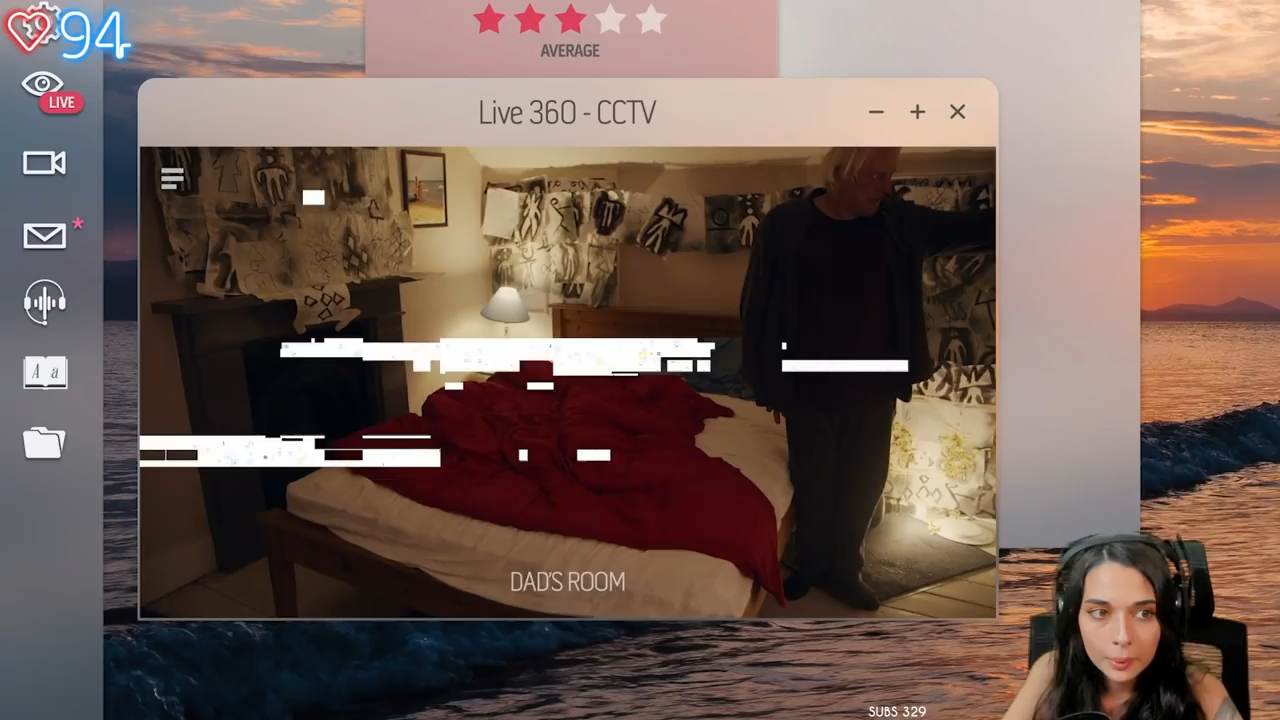 94
AVERAGE
LIVE
Live 360 - CCTV
A a
DAD'S ROOM
SUBS 329